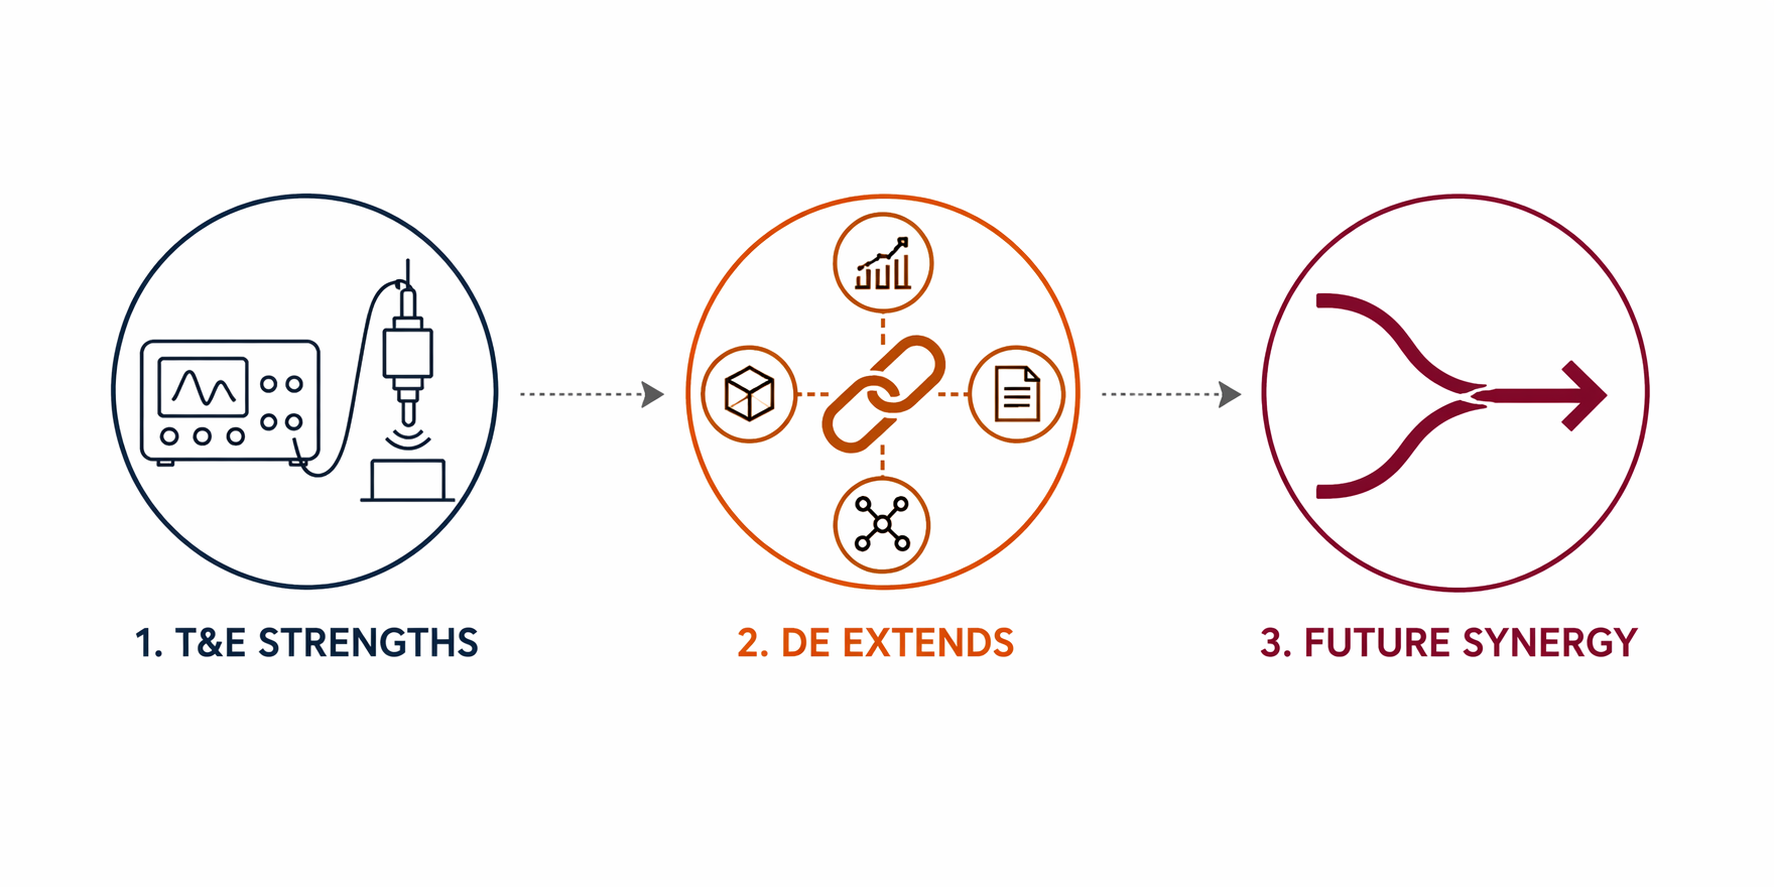 1. T&E STRENGTHS
2. DE EXTENDS
3. FUTURE SYNERGY